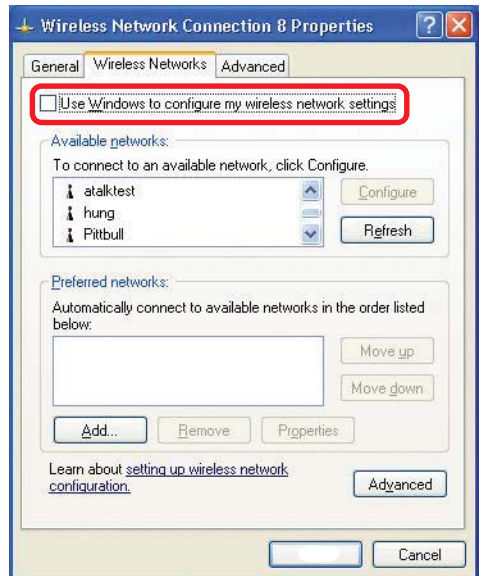 Wireless Network Connection 8 Properties
General Wireless Networks Advanced
Use Windows to configure my wireless network settings
Available networks:
To connect to an available network, click Configure.
atalktest
hung
Pittbull
Configure
Refresh
Preferred networks:
Automatically connect to available networks in the order listed
below:
Move up
Move down
Add... Remove Properties
Learn about setting up wireless network
configuration.
Advanced
Cancel